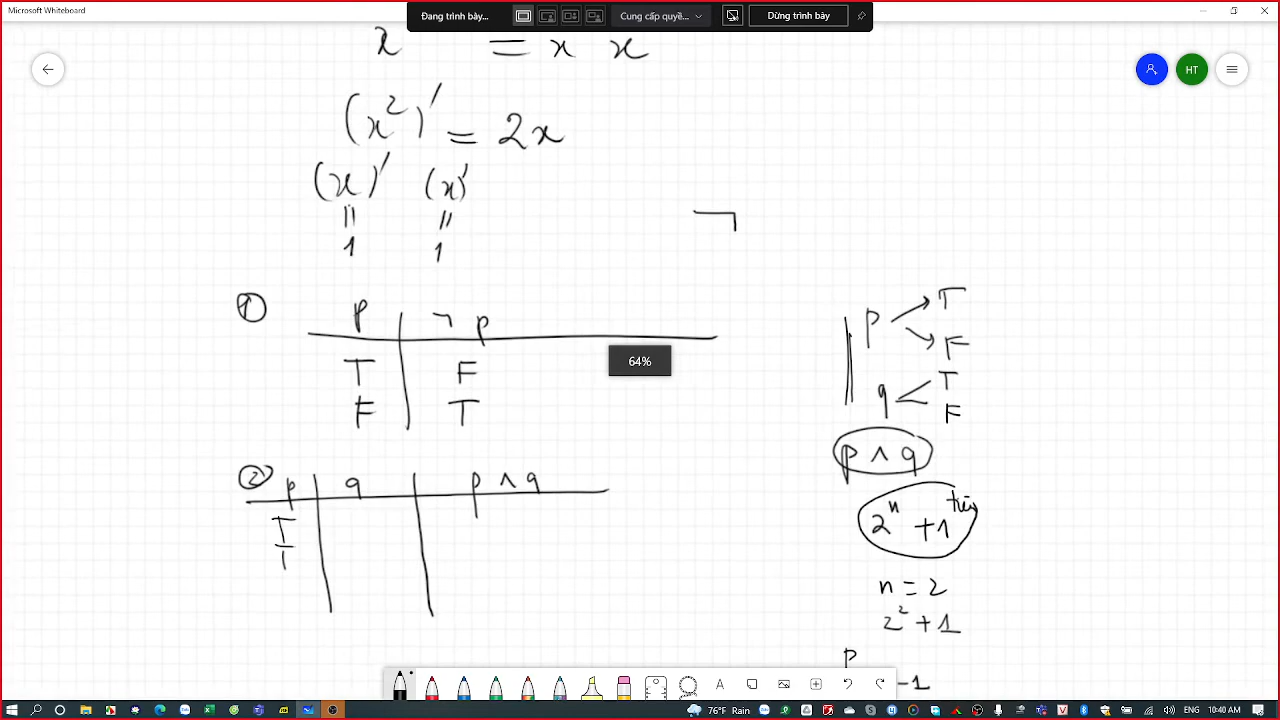 Microsoft Whiteboard
Đang trình bày...
Cung cấp quyề...
Dừng trình bày
HT
x = x x
(x²)' = 2x
(x)' (x)'
|| ||
1 1
¬
① p ¬ p
T F
F T
64%
② p q p ∧ q
T
T
p T
F
q T
F
p ∧ q
2ⁿ + 1
n = 2
2² + 1
p
-1
A
76°F Rain
ENG
10:40 AM